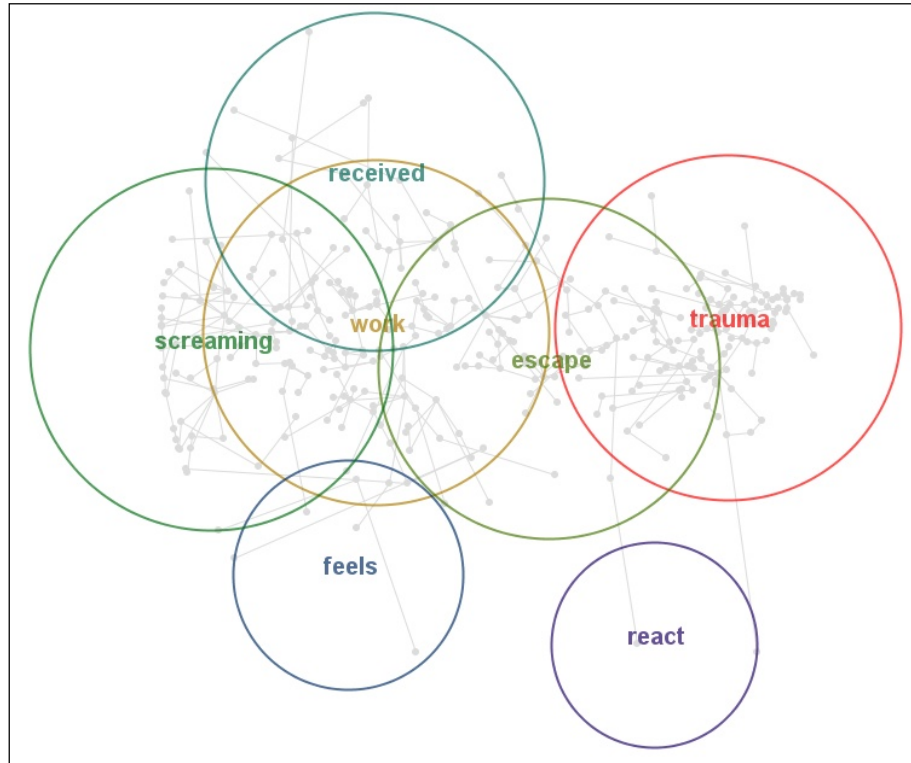 received
work
trauma
screaming
escape
feels
react